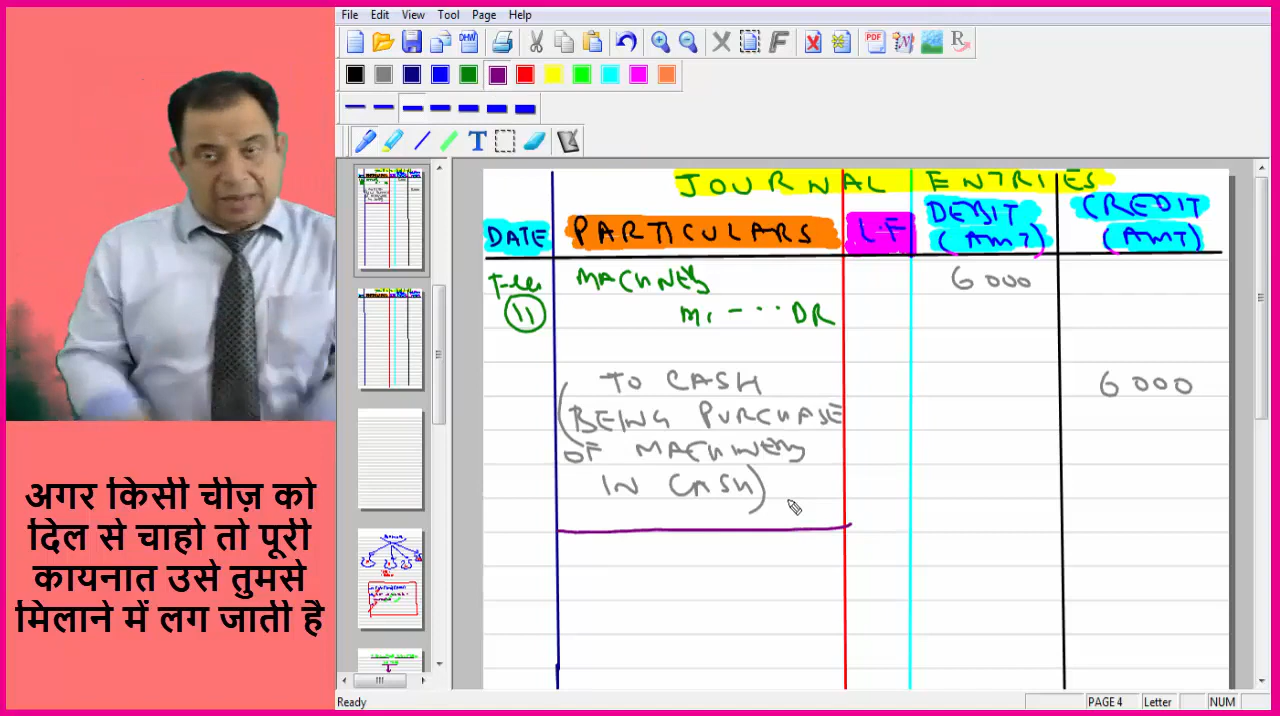 File Edit View Tool Page Help
JOURNAL ENTRIES
DATE PARTICULARS L.F DEBIT (AMT) CREDIT (AMT)
MACHINERY 6000
11 DR
TO CASH 6000
(BEING PURCHASE
OF MACHINERY
IN CASH)
अगर किसी चीज़ को
दिल से चाहो तो पूरी
कायनात उसे तुमसे
मिलाने में लग जाती है
Ready PAGE 4 Letter NUM